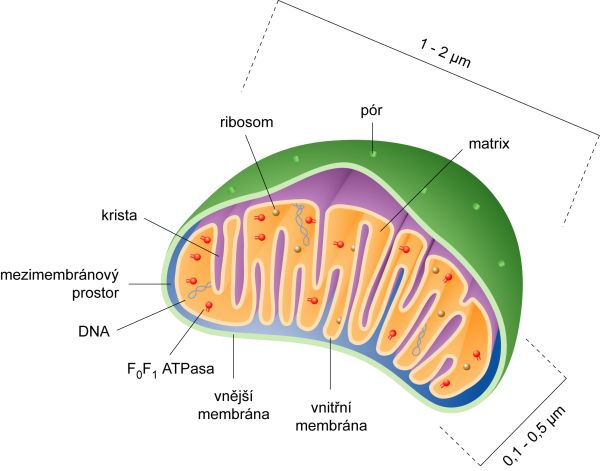 1 - 2 µm
pór
ribosom
matrix
krista
mezimembránový
prostor
DNA
F₀F₁ ATPasa
vnější
membrána
vnitřní
membrána
0,1 - 0,5 µm